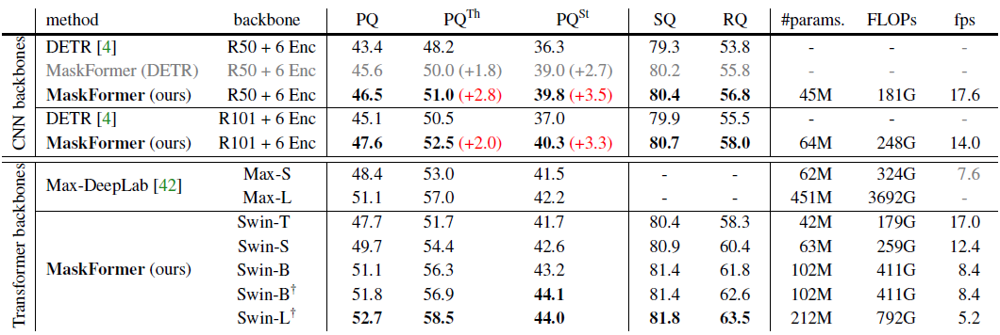 method backbone PQ PQTh PQSt SQ RQ #params. FLOPs fps
CNN backbones
DETR [4] R50 + 6 Enc 43.4 48.2 36.3 79.3 53.8 - - -
MaskFormer (DETR) R50 + 6 Enc 45.6 50.0 (+1.8) 39.0 (+2.7) 80.2 55.8 - - -
MaskFormer (ours) R50 + 6 Enc 46.5 51.0 (+2.8) 39.8 (+3.5) 80.4 56.8 45M 181G 17.6
DETR [4] R101 + 6 Enc 45.1 50.5 37.0 79.9 55.5 - - -
MaskFormer (ours) R101 + 6 Enc 47.6 52.5 (+2.0) 40.3 (+3.3) 80.7 58.0 64M 248G 14.0
Transformer backbones
Max-DeepLab [42]
Max-S 48.4 53.0 41.5 - - 62M 324G 7.6
Max-L 51.1 57.0 42.2 - - 451M 3692G -
MaskFormer (ours)
Swin-T 47.7 51.7 41.7 80.4 58.3 42M 179G 17.0
Swin-S 49.7 54.4 42.6 80.9 60.4 63M 259G 12.4
Swin-B 51.1 56.3 43.2 81.4 61.8 102M 411G 8.4
Swin-B† 51.8 56.9 44.1 81.4 62.6 102M 411G 8.4
Swin-L† 52.7 58.5 44.0 81.8 63.5 212M 792G 5.2